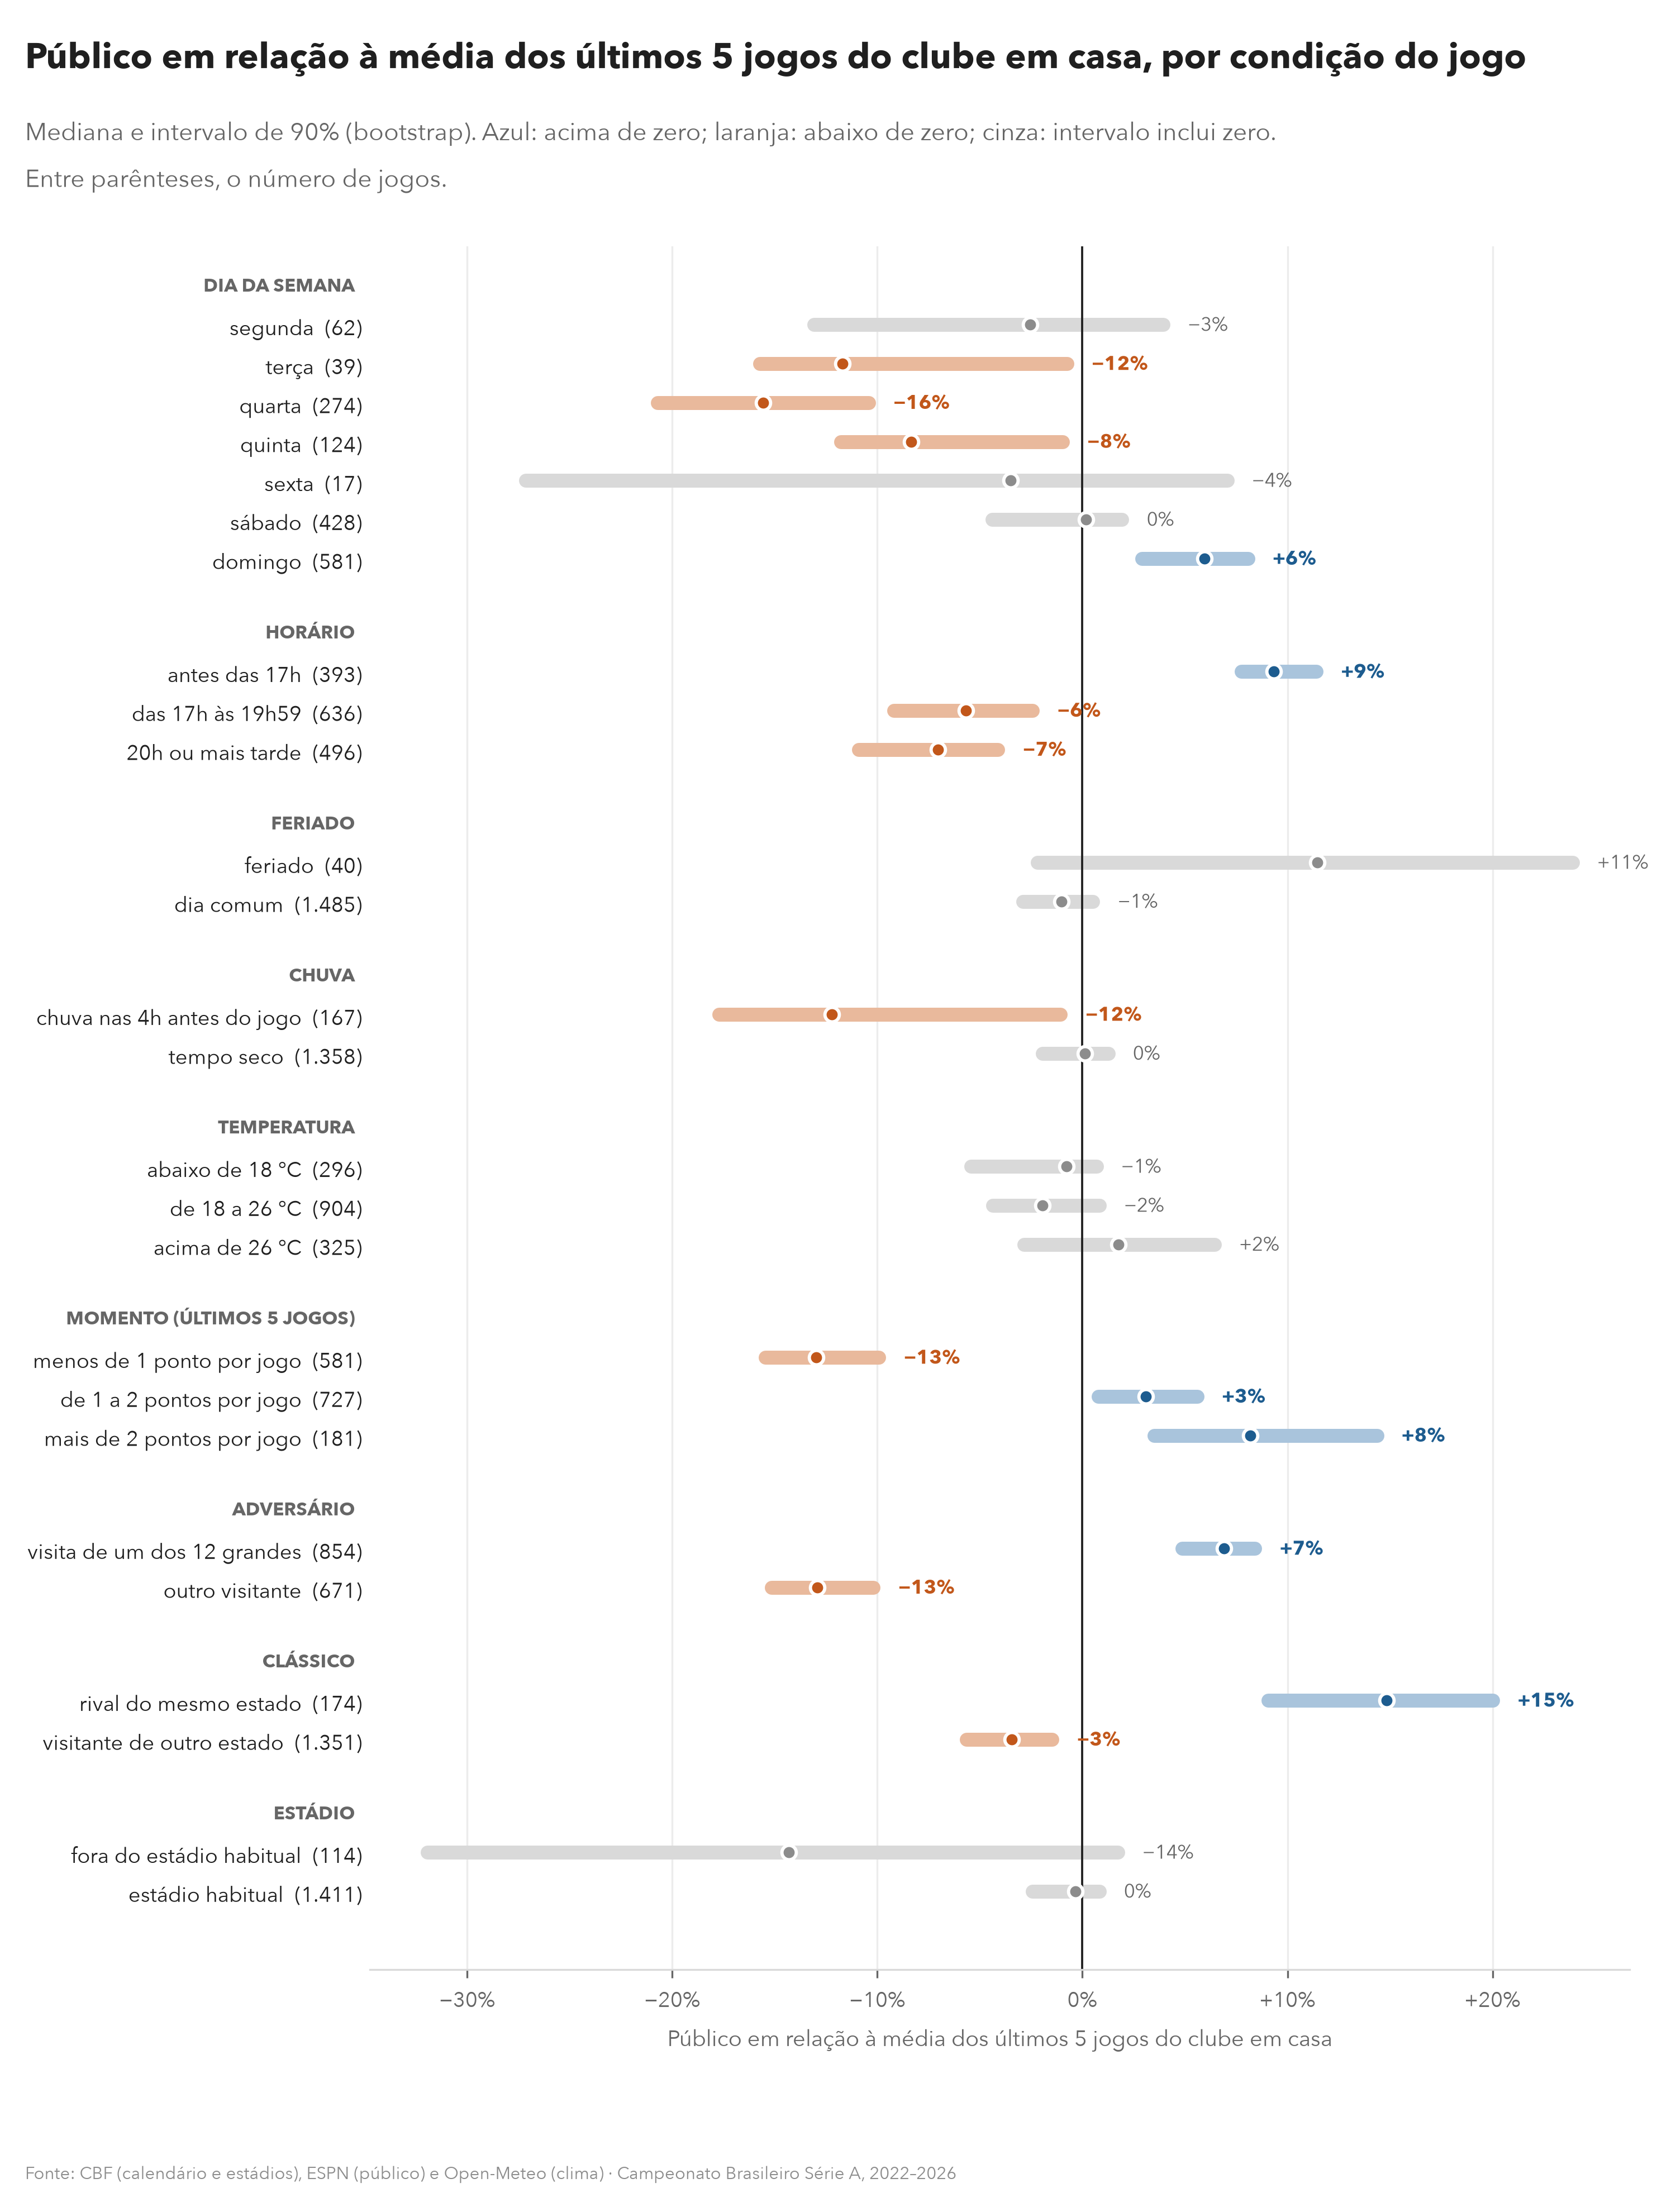 Público em relação à média dos últimos 5 jogos do clube em casa, por condição do jogo
Mediana e intervalo de 90% (bootstrap). Azul: acima de zero; laranja: abaixo de zero; cinza: intervalo inclui zero.
Entre parênteses, o número de jogos.
DIA DA SEMANA
segunda (62) −3%
terça (39) −12%
quarta (274) −16%
quinta (124) −8%
sexta (17) −4%
sábado (428) 0%
domingo (581) +6%
HORÁRIO
antes das 17h (393) +9%
das 17h às 19h59 (636) −6%
20h ou mais tarde (496) −7%
FERIADO
feriado (40) +11%
dia comum (1.485) −1%
CHUVA
chuva nas 4h antes do jogo (167) −12%
tempo seco (1.358) 0%
TEMPERATURA
abaixo de 18 °C (296) −1%
de 18 a 26 °C (904) −2%
acima de 26 °C (325) +2%
MOMENTO (ÚLTIMOS 5 JOGOS)
menos de 1 ponto por jogo (581) −13%
de 1 a 2 pontos por jogo (727) +3%
mais de 2 pontos por jogo (181) +8%
ADVERSÁRIO
visita de um dos 12 grandes (854) +7%
outro visitante (671) −13%
CLÁSSICO
rival do mesmo estado (174) +15%
visitante de outro estado (1.351) −3%
ESTÁDIO
fora do estádio habitual (114) −14%
estádio habitual (1.411) 0%
−30% −20% −10% 0% +10% +20%
Público em relação à média dos últimos 5 jogos do clube em casa
Fonte: CBF (calendário e estádios), ESPN (público) e Open-Meteo (clima) · Campeonato Brasileiro Série A, 2022–2026